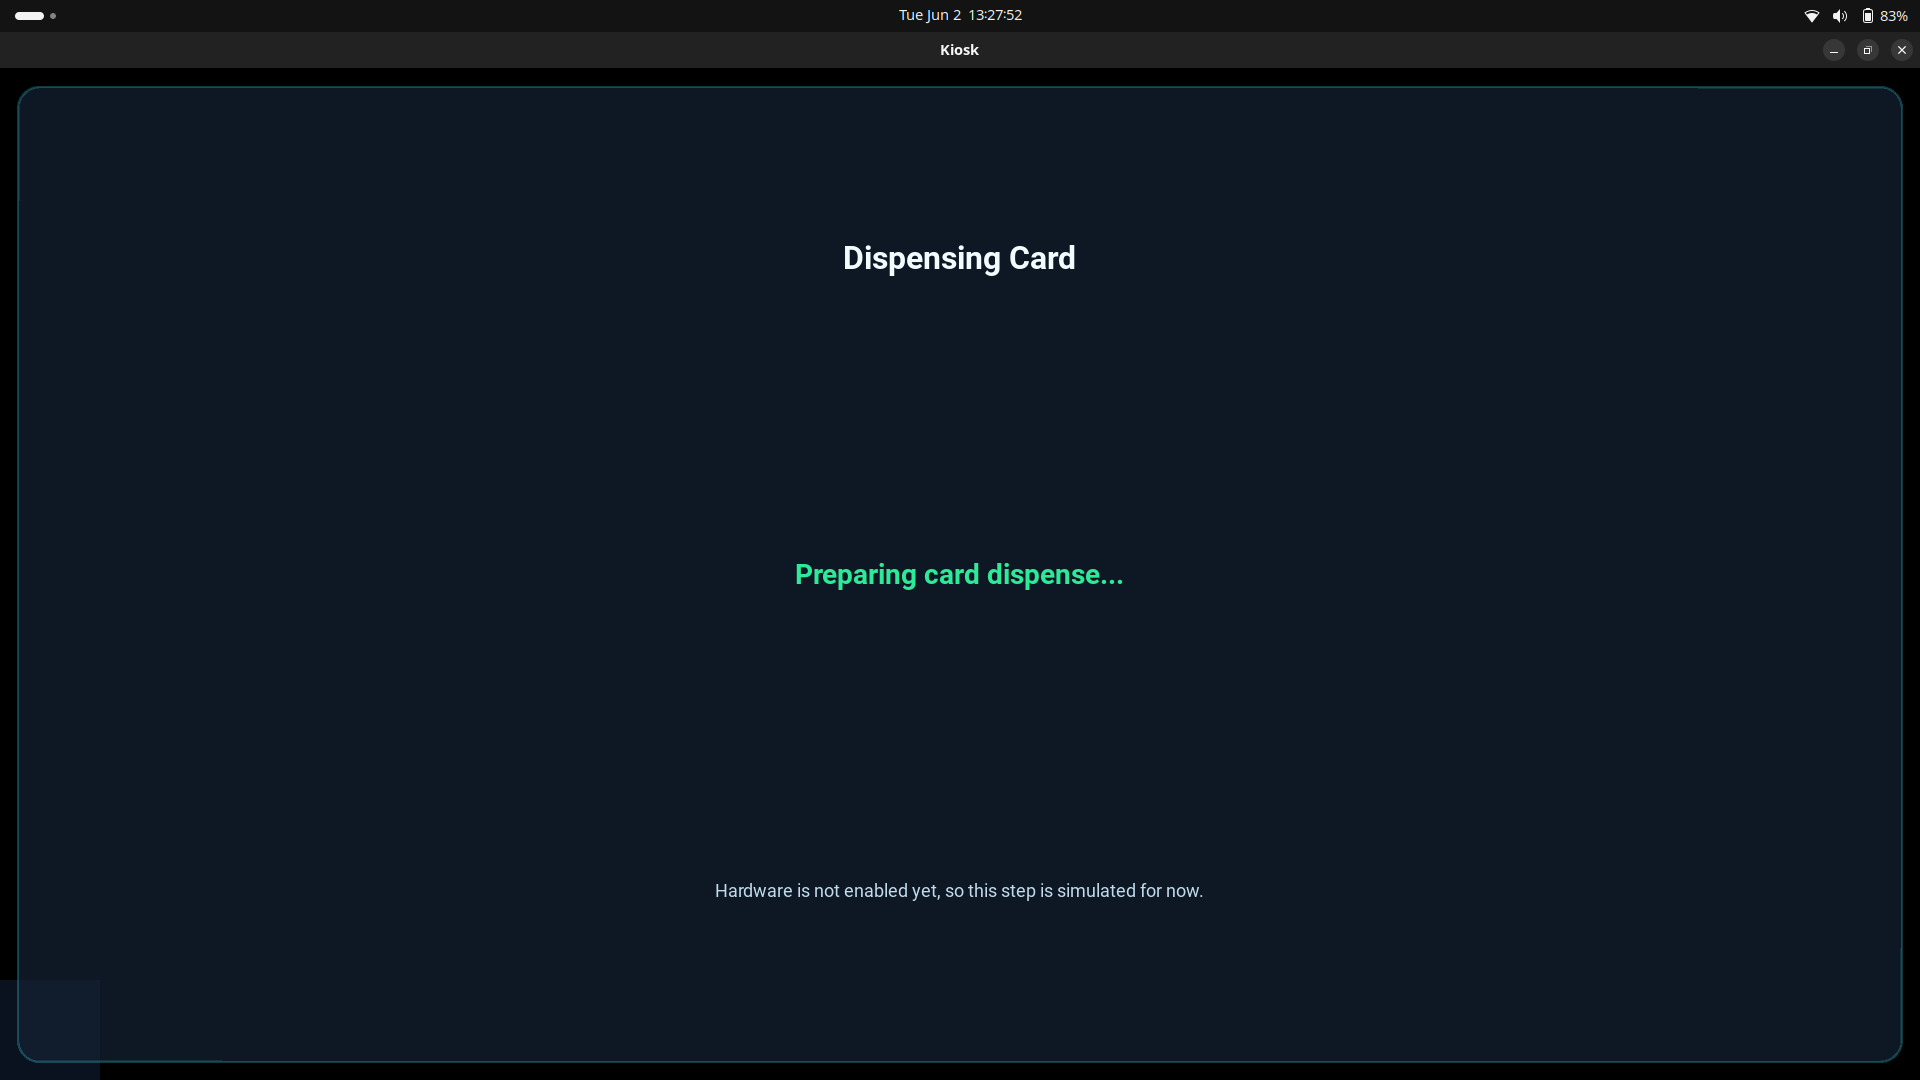 Tue Jun 2 13:27:52
83%
Kiosk
Dispensing Card
Preparing card dispense...
Hardware is not enabled yet, so this step is simulated for now.